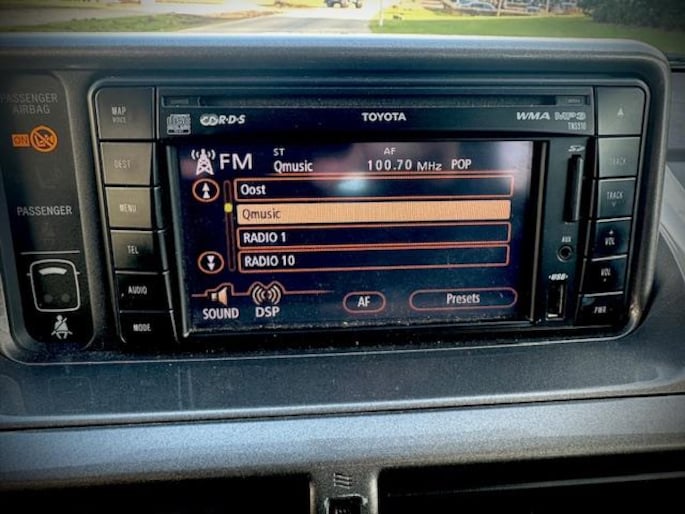 PASSENGER
AIRBAG
ON
PASSENGER
MAP
VOICE
DEST
MENU
TEL
AUDIO
MODE
R·D·S
TOYOTA
WMA MP3
TNS510
FM
ST
Qmusic
AF
100.70 MHz
POP
Oost
Qmusic
RADIO 1
RADIO 10
SOUND
DSP
AF
Presets
SD
AUX
USB
TRACK
TRACK
+
VOL
VOL
-
PWR